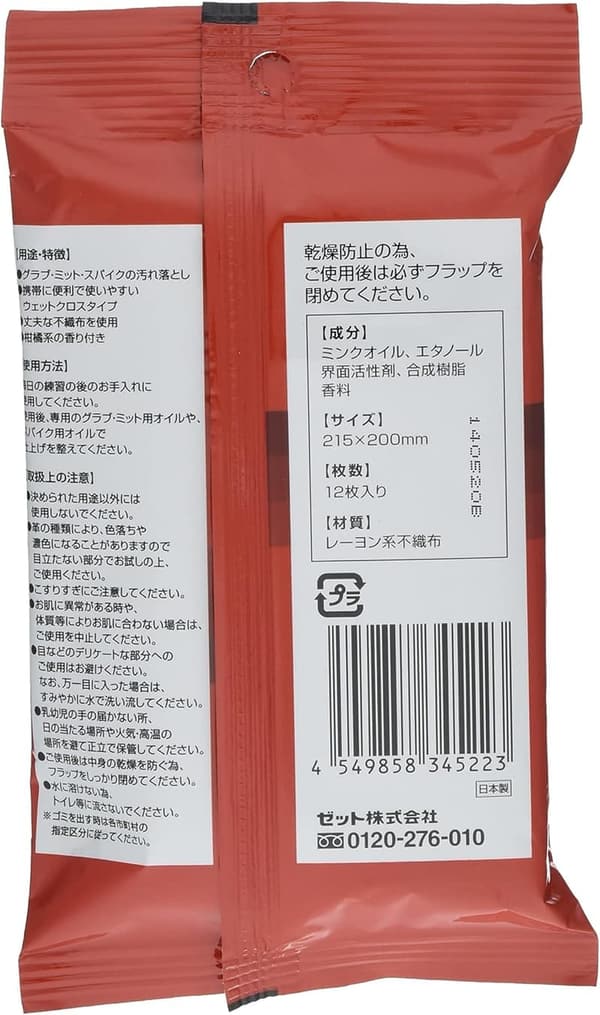 【用途・特徴】
●グラブ・ミット・スパイクの汚れ落とし
●携帯に便利で使いやすい
ウェットクロスタイプ
●丈夫な不織布を使用
●柑橘系の香り付き
使用方法】
毎日の練習の後のお手入れに
使用してください。
使用後、専用のグラブ・ミット用オイルや、
スパイク用オイルで
仕上げを整えてください。
【取扱上の注意】
●決められた用途以外には
使用しないでください。
●革の種類により、色落ちや
濃色になることがありますので
目立たない部分でお試しの上、
ご使用ください。
●こすりすぎにご注意してください。
●お肌に異常がある時や、
体質等によりお肌に合わない場合は、
ご使用を中止してください。
●目などのデリケートな部分への
ご使用はお避けください。
なお、万一目に入った場合は、
すみやかに水で洗い流してください。
●乳幼児の手の届かない所、
日の当たる場所や火気・高温の
場所を避て正立で保管してください。
●ご使用後は中身の乾燥を防ぐ為、
フラップをしっかり閉めてください。
●水に溶けない為、
トイレ等に流さないでください。
※ゴミを出す時は各市町村の
指定区分に従ってください。
乾燥防止の為、
ご使用後は必ずフラップを
閉めてください。
【成分】
ミンクオイル、エタノール
界面活性剤、合成樹脂
香料
【サイズ】
215×200mm
【枚数】
12枚入り
【材質】
レーヨン系不織布
140520E
プラ
4 549858 345223
日本製
ゼット株式会社
0120-276-010